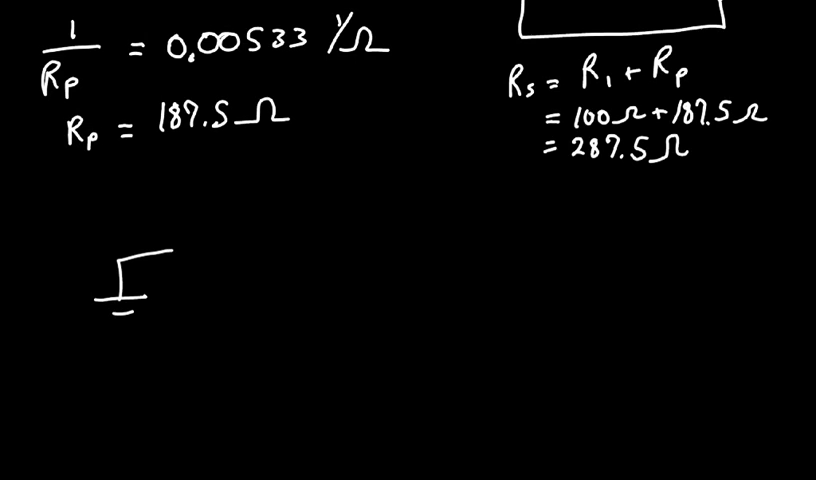 1/Rp = 0.00533 1/Ω
Rp = 187.5 Ω
Rs = R1 + Rp
= 100Ω + 187.5Ω
= 287.5Ω